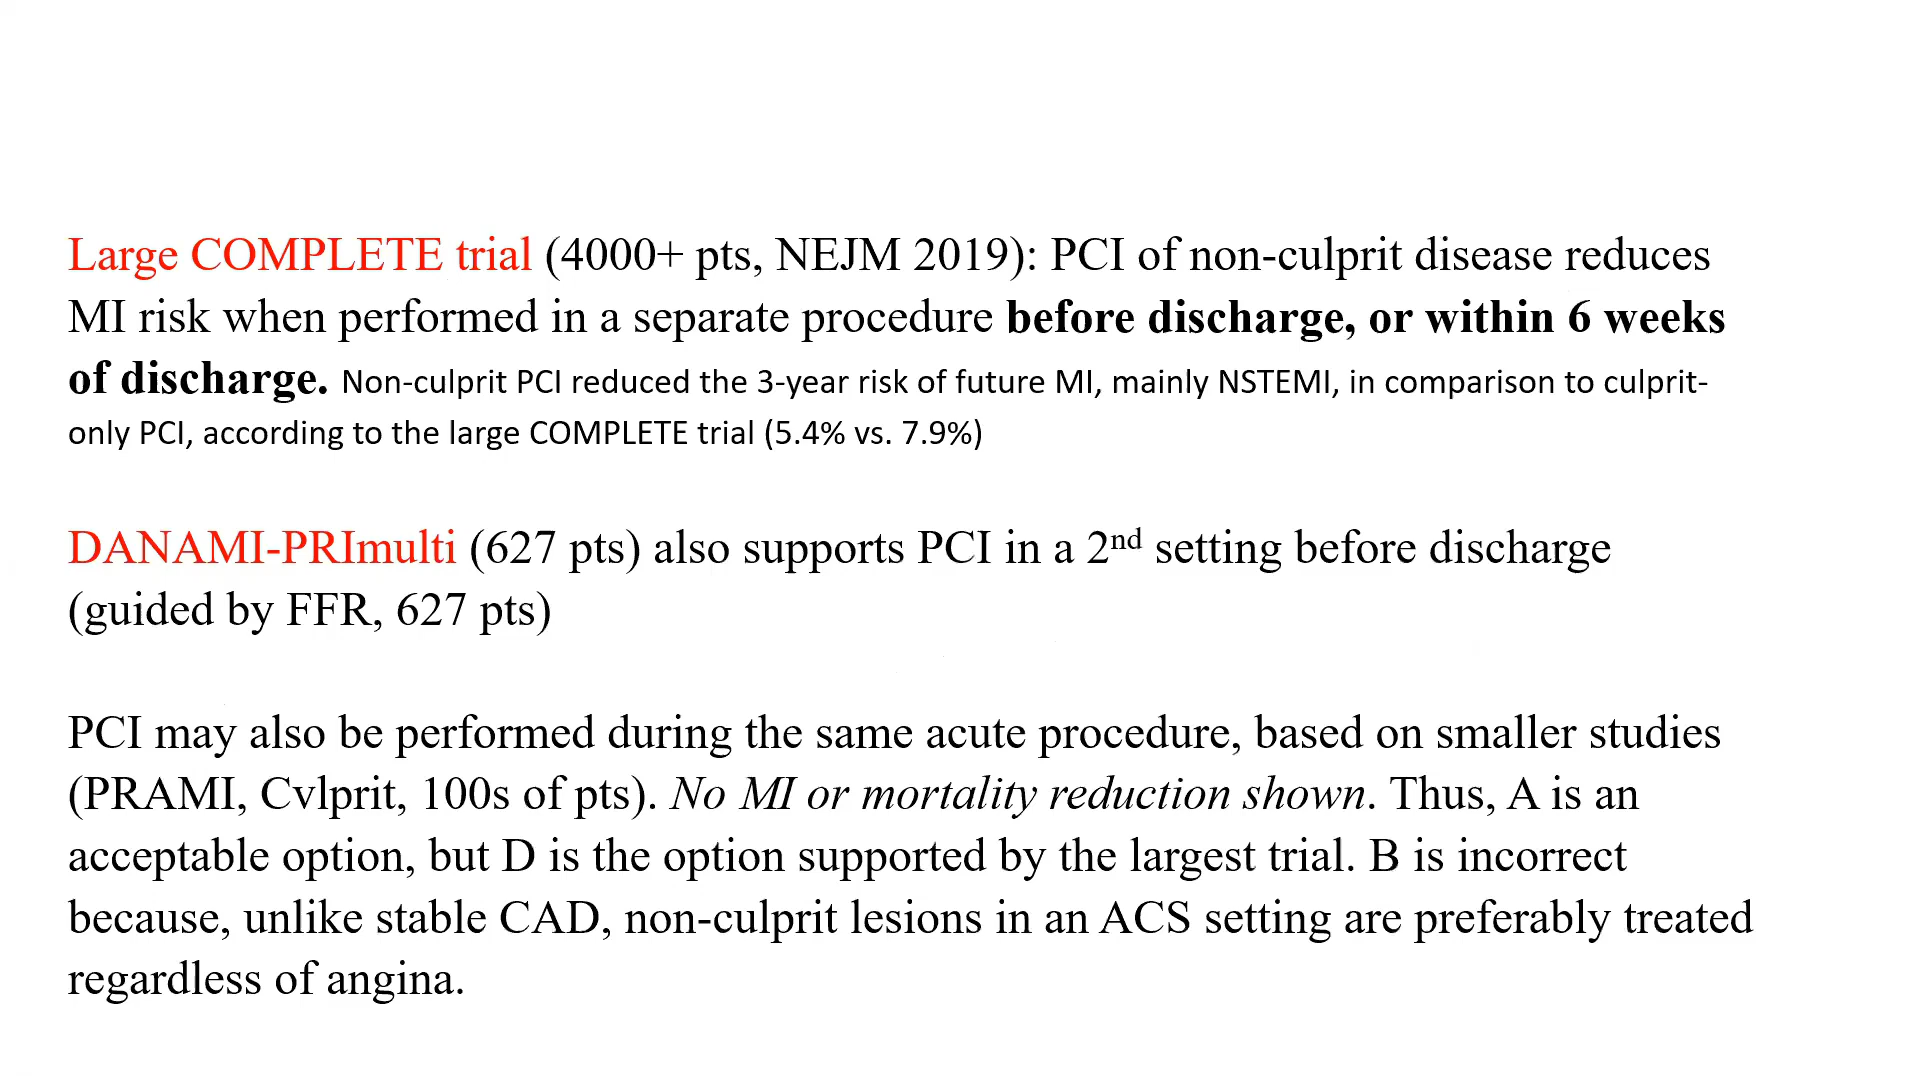 Large COMPLETE trial (4000+ pts, NEJM 2019): PCI of non-culprit disease reduces
MI risk when performed in a separate procedure before discharge, or within 6 weeks
of discharge. Non-culprit PCI reduced the 3-year risk of future MI, mainly NSTEMI, in comparison to culprit-
only PCI, according to the large COMPLETE trial (5.4% vs. 7.9%)
DANAMI-PRImulti (627 pts) also supports PCI in a 2nd setting before discharge
(guided by FFR, 627 pts)
PCI may also be performed during the same acute procedure, based on smaller studies
(PRAMI, Cvlprit, 100s of pts). No MI or mortality reduction shown. Thus, A is an
acceptable option, but D is the option supported by the largest trial. B is incorrect
because, unlike stable CAD, non-culprit lesions in an ACS setting are preferably treated
regardless of angina.